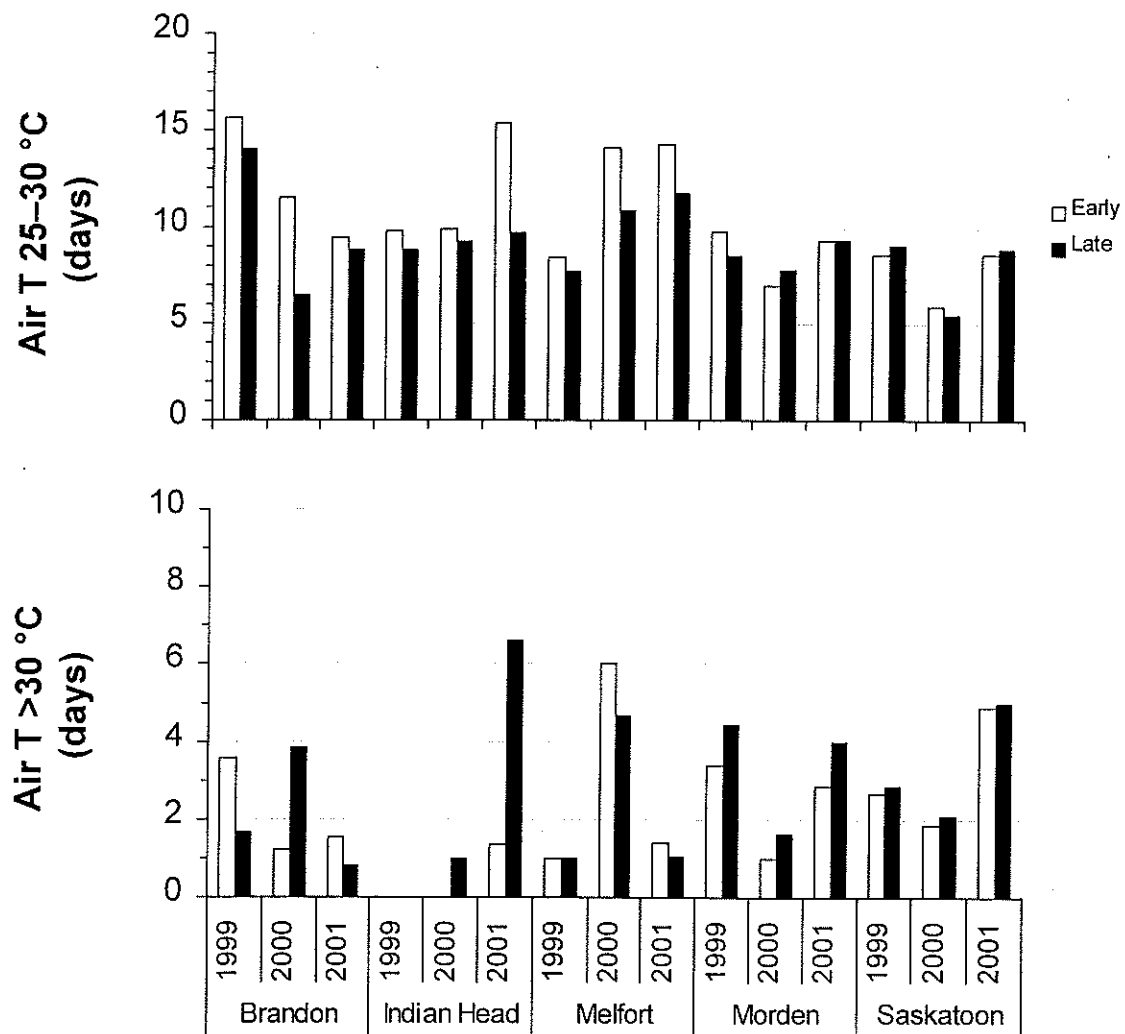 Air T 25–30 °C
(days)
20
15
10
5
0
Early
Late
Air T >30 °C
(days)
10
8
6
4
2
0
1999 2000 2001 1999 2000 2001 1999 2000 2001 1999 2000 2001 1999 2000 2001
Brandon Indian Head Melfort Morden Saskatoon